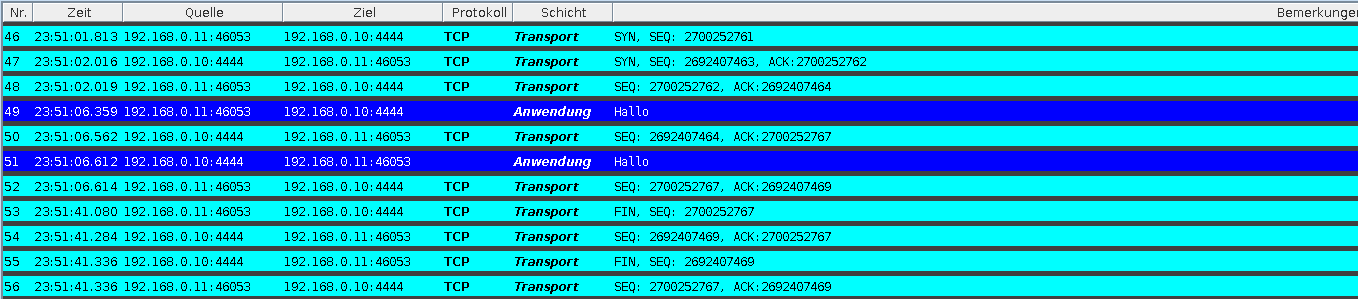 Nr. Zeit Quelle Ziel Protokoll Schicht Bemerkungen
46 23:51:01.813 192.168.0.11:46053 192.168.0.10:4444 TCP Transport SYN, SEQ: 2700252761
47 23:51:02.016 192.168.0.10:4444 192.168.0.11:46053 TCP Transport SYN, SEQ: 2692407463, ACK:2700252762
48 23:51:02.019 192.168.0.11:46053 192.168.0.10:4444 TCP Transport SEQ: 2700252762, ACK:2692407464
49 23:51:06.359 192.168.0.11:46053 192.168.0.10:4444 Anwendung Hallo
50 23:51:06.562 192.168.0.10:4444 192.168.0.11:46053 TCP Transport SEQ: 2692407464, ACK:2700252767
51 23:51:06.612 192.168.0.10:4444 192.168.0.11:46053 Anwendung Hallo
52 23:51:06.614 192.168.0.11:46053 192.168.0.10:4444 TCP Transport SEQ: 2700252767, ACK:2692407469
53 23:51:41.080 192.168.0.11:46053 192.168.0.10:4444 TCP Transport FIN, SEQ: 2700252767
54 23:51:41.284 192.168.0.10:4444 192.168.0.11:46053 TCP Transport SEQ: 2692407469, ACK:2700252767
55 23:51:41.336 192.168.0.10:4444 192.168.0.11:46053 TCP Transport FIN, SEQ: 2692407469
56 23:51:41.336 192.168.0.11:46053 192.168.0.10:4444 TCP Transport SEQ: 2700252767, ACK:2692407469